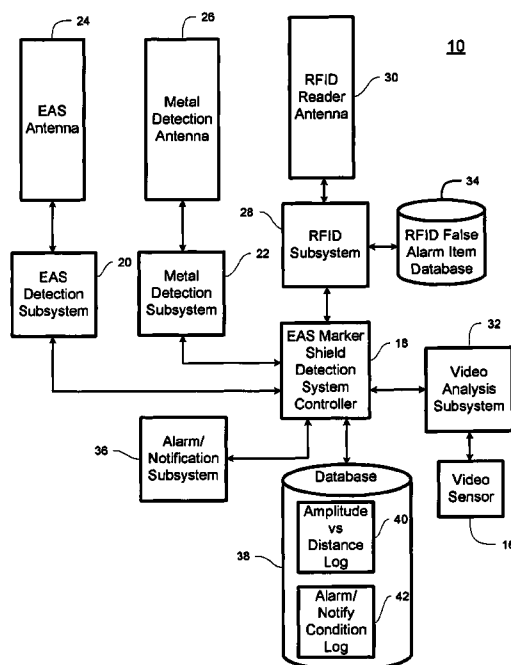 24
26
10
EAS
Antenna
Metal
Detection
Antenna
RFID
Reader
Antenna
30
34
28
RFID
Subsystem
RFID False
Alarm Item
Database
EAS
Detection
Subsystem
20
Metal
Detection
Subsystem
22
EAS Marker
Shield
Detection
System
Controller
18
32
Video
Analysis
Subsystem
36
Alarm/
Notification
Subsystem
Database
Video
Sensor
16
38
Amplitude
vs
Distance
Log
40
Alarm/
Notify
Condition
Log
42